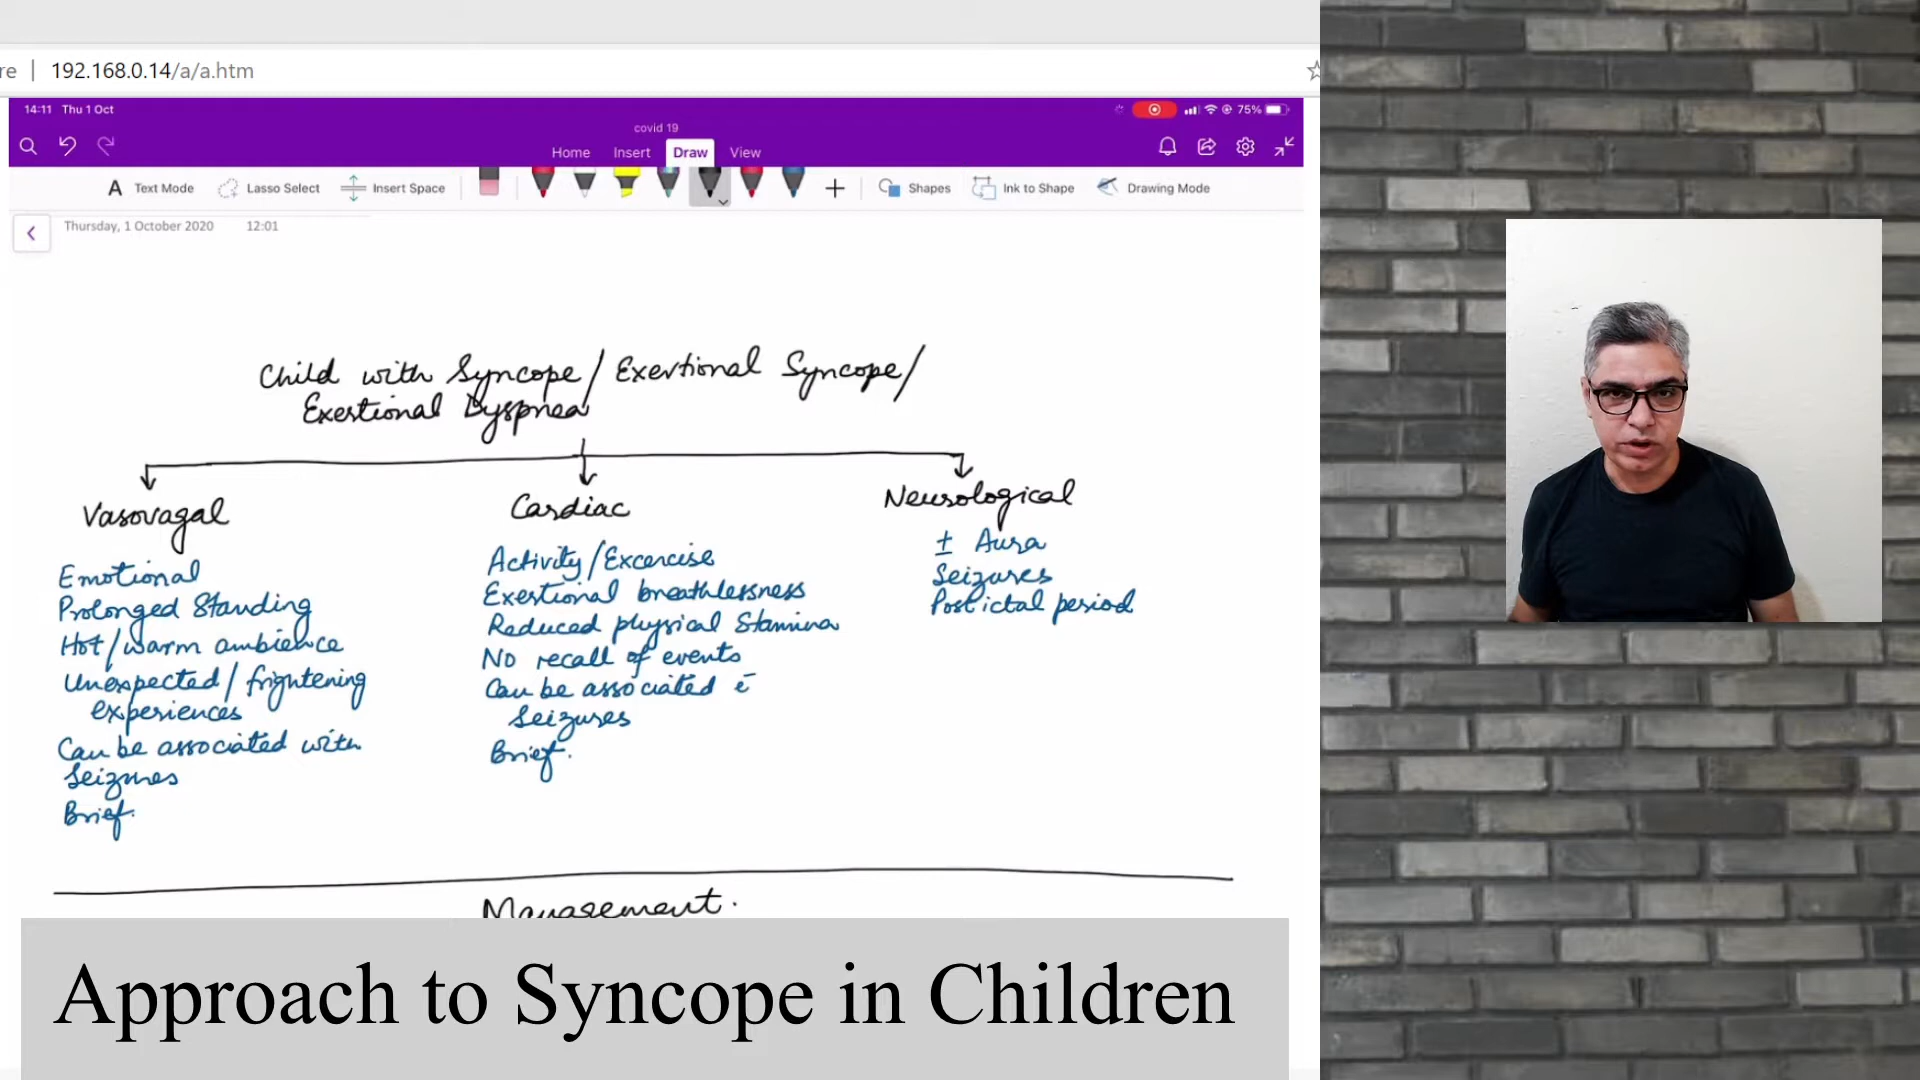 re | 192.168.0.14/a/a.htm
14:11 Thu 1 Oct
75%
covid 19
Home Insert Draw View
Text Mode Lasso Select Insert Space Shapes Ink to Shape Drawing Mode
Thursday, 1 October 2020 12:01
Child with Syncope/Exertional Syncope/
Exertional Dyspnea
Vasovagal
Emotional
Prolonged Standing
Hot/warm ambience
Unexpected/frightening
experiences
Can be associated with
Seizures
Brief.
Cardiac
Activity/Excercise
Exertional breathlessness
Reduced physical Stamina
No recall of events
Can be associated c̄
Seizures
Brief.
Neurological
± Aura
Seizures
Post ictal period
Management.
Approach to Syncope in Children